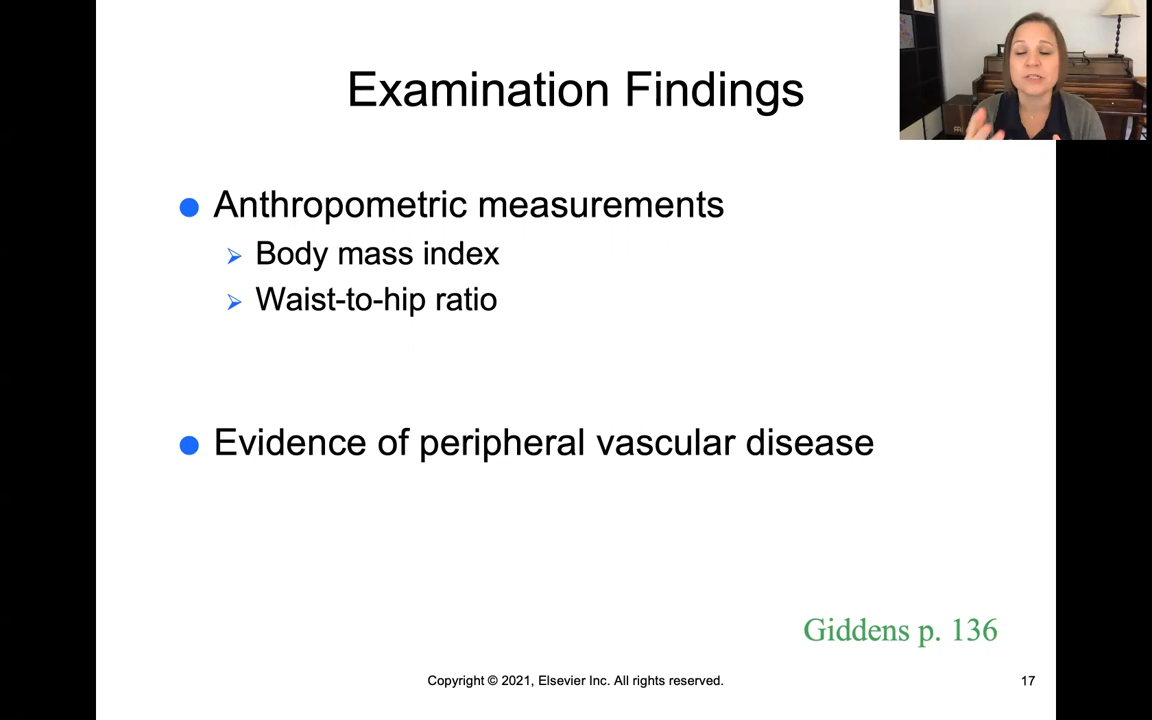 Examination Findings
Anthropometric measurements
Body mass index
Waist-to-hip ratio
Evidence of peripheral vascular disease
Giddens p. 136
Copyright © 2021, Elsevier Inc. All rights reserved.
17